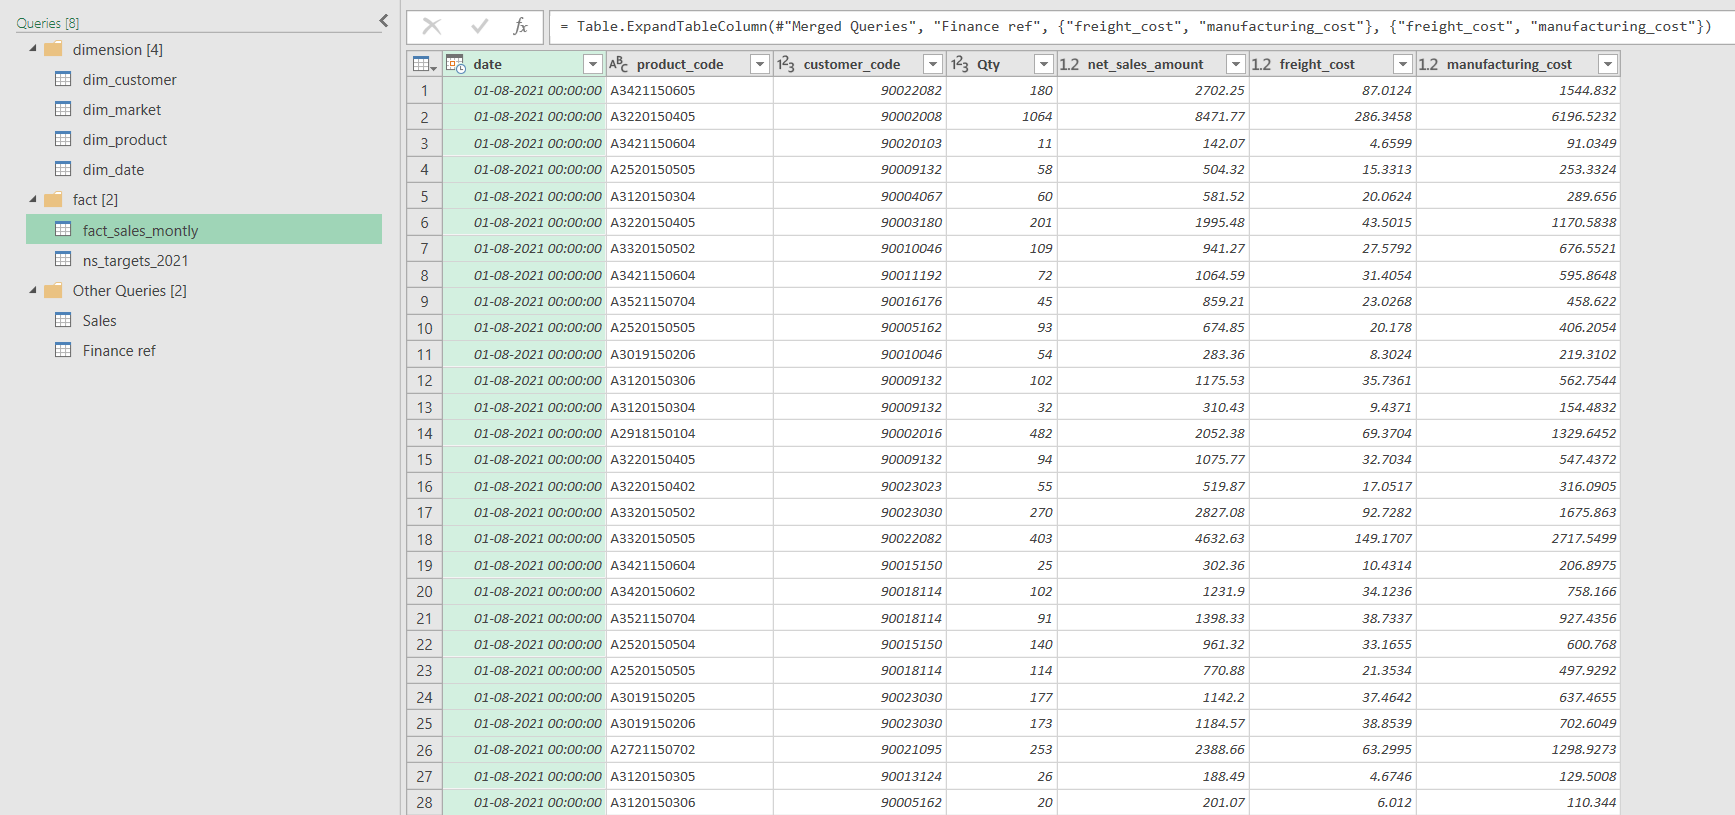 Queries [8]
dimension [4]
dim_customer
dim_market
dim_product
dim_date
fact [2]
fact_sales_montly
ns_targets_2021
Other Queries [2]
Sales
Finance ref
fx = Table.ExpandTableColumn(#"Merged Queries", "Finance ref", {"freight_cost", "manufacturing_cost"}, {"freight_cost", "manufacturing_cost"})
date ABC product_code 123 customer_code 123 Qty 1.2 net_sales_amount 1.2 freight_cost 1.2 manufacturing_cost
1 01-08-2021 00:00:00 A3421150605 90022082 180 2702.25 87.0124 1544.832
2 01-08-2021 00:00:00 A3220150405 90002008 1064 8471.77 286.3458 6196.5232
3 01-08-2021 00:00:00 A3421150604 90020103 11 142.07 4.6599 91.0349
4 01-08-2021 00:00:00 A2520150505 90009132 58 504.32 15.3313 253.3324
5 01-08-2021 00:00:00 A3120150304 90004067 60 581.52 20.0624 289.656
6 01-08-2021 00:00:00 A3220150405 90003180 201 1995.48 43.5015 1170.5838
7 01-08-2021 00:00:00 A3320150502 90010046 109 941.27 27.5792 676.5521
8 01-08-2021 00:00:00 A3421150604 90011192 72 1064.59 31.4054 595.8648
9 01-08-2021 00:00:00 A3521150704 90016176 45 859.21 23.0268 458.622
10 01-08-2021 00:00:00 A2520150505 90005162 93 674.85 20.178 406.2054
11 01-08-2021 00:00:00 A3019150206 90010046 54 283.36 8.3024 219.3102
12 01-08-2021 00:00:00 A3120150306 90009132 102 1175.53 35.7361 562.7544
13 01-08-2021 00:00:00 A3120150304 90009132 32 310.43 9.4371 154.4832
14 01-08-2021 00:00:00 A2918150104 90002016 482 2052.38 69.3704 1329.6452
15 01-08-2021 00:00:00 A3220150405 90009132 94 1075.77 32.7034 547.4372
16 01-08-2021 00:00:00 A3220150402 90023023 55 519.87 17.0517 316.0905
17 01-08-2021 00:00:00 A3320150502 90023030 270 2827.08 92.7282 1675.863
18 01-08-2021 00:00:00 A3320150505 90022082 403 4632.63 149.1707 2717.5499
19 01-08-2021 00:00:00 A3421150604 90015150 25 302.36 10.4314 206.8975
20 01-08-2021 00:00:00 A3420150602 90018114 102 1231.9 34.1236 758.166
21 01-08-2021 00:00:00 A3521150704 90018114 91 1398.33 38.7337 927.4356
22 01-08-2021 00:00:00 A2520150504 90015150 140 961.32 33.1655 600.768
23 01-08-2021 00:00:00 A2520150505 90018114 114 770.88 21.3534 497.9292
24 01-08-2021 00:00:00 A3019150205 90023030 177 1142.2 37.4642 637.4655
25 01-08-2021 00:00:00 A3019150206 90023030 173 1184.57 38.8539 702.6049
26 01-08-2021 00:00:00 A2721150702 90021095 253 2388.66 63.2995 1298.9273
27 01-08-2021 00:00:00 A3120150305 90013124 26 188.49 4.6746 129.5008
28 01-08-2021 00:00:00 A3120150306 90005162 20 201.07 6.012 110.344